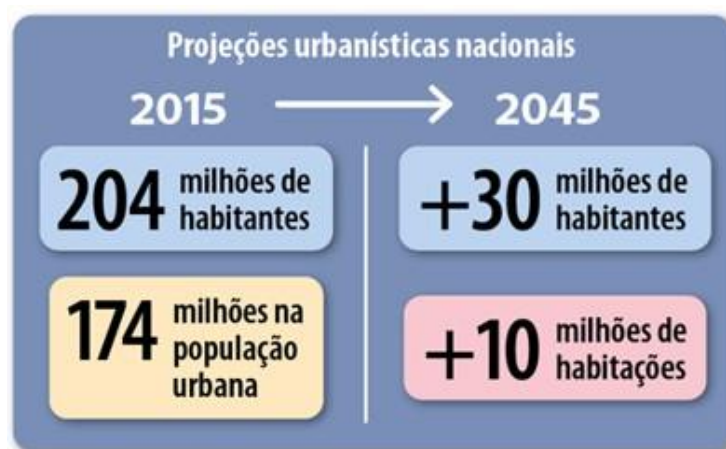 Projeções urbanísticas nacionais
2015 → 2045
204 milhões de
habitantes
+30 milhões de
habitantes
174 milhões na
população
urbana
+10 milhões de
habitações